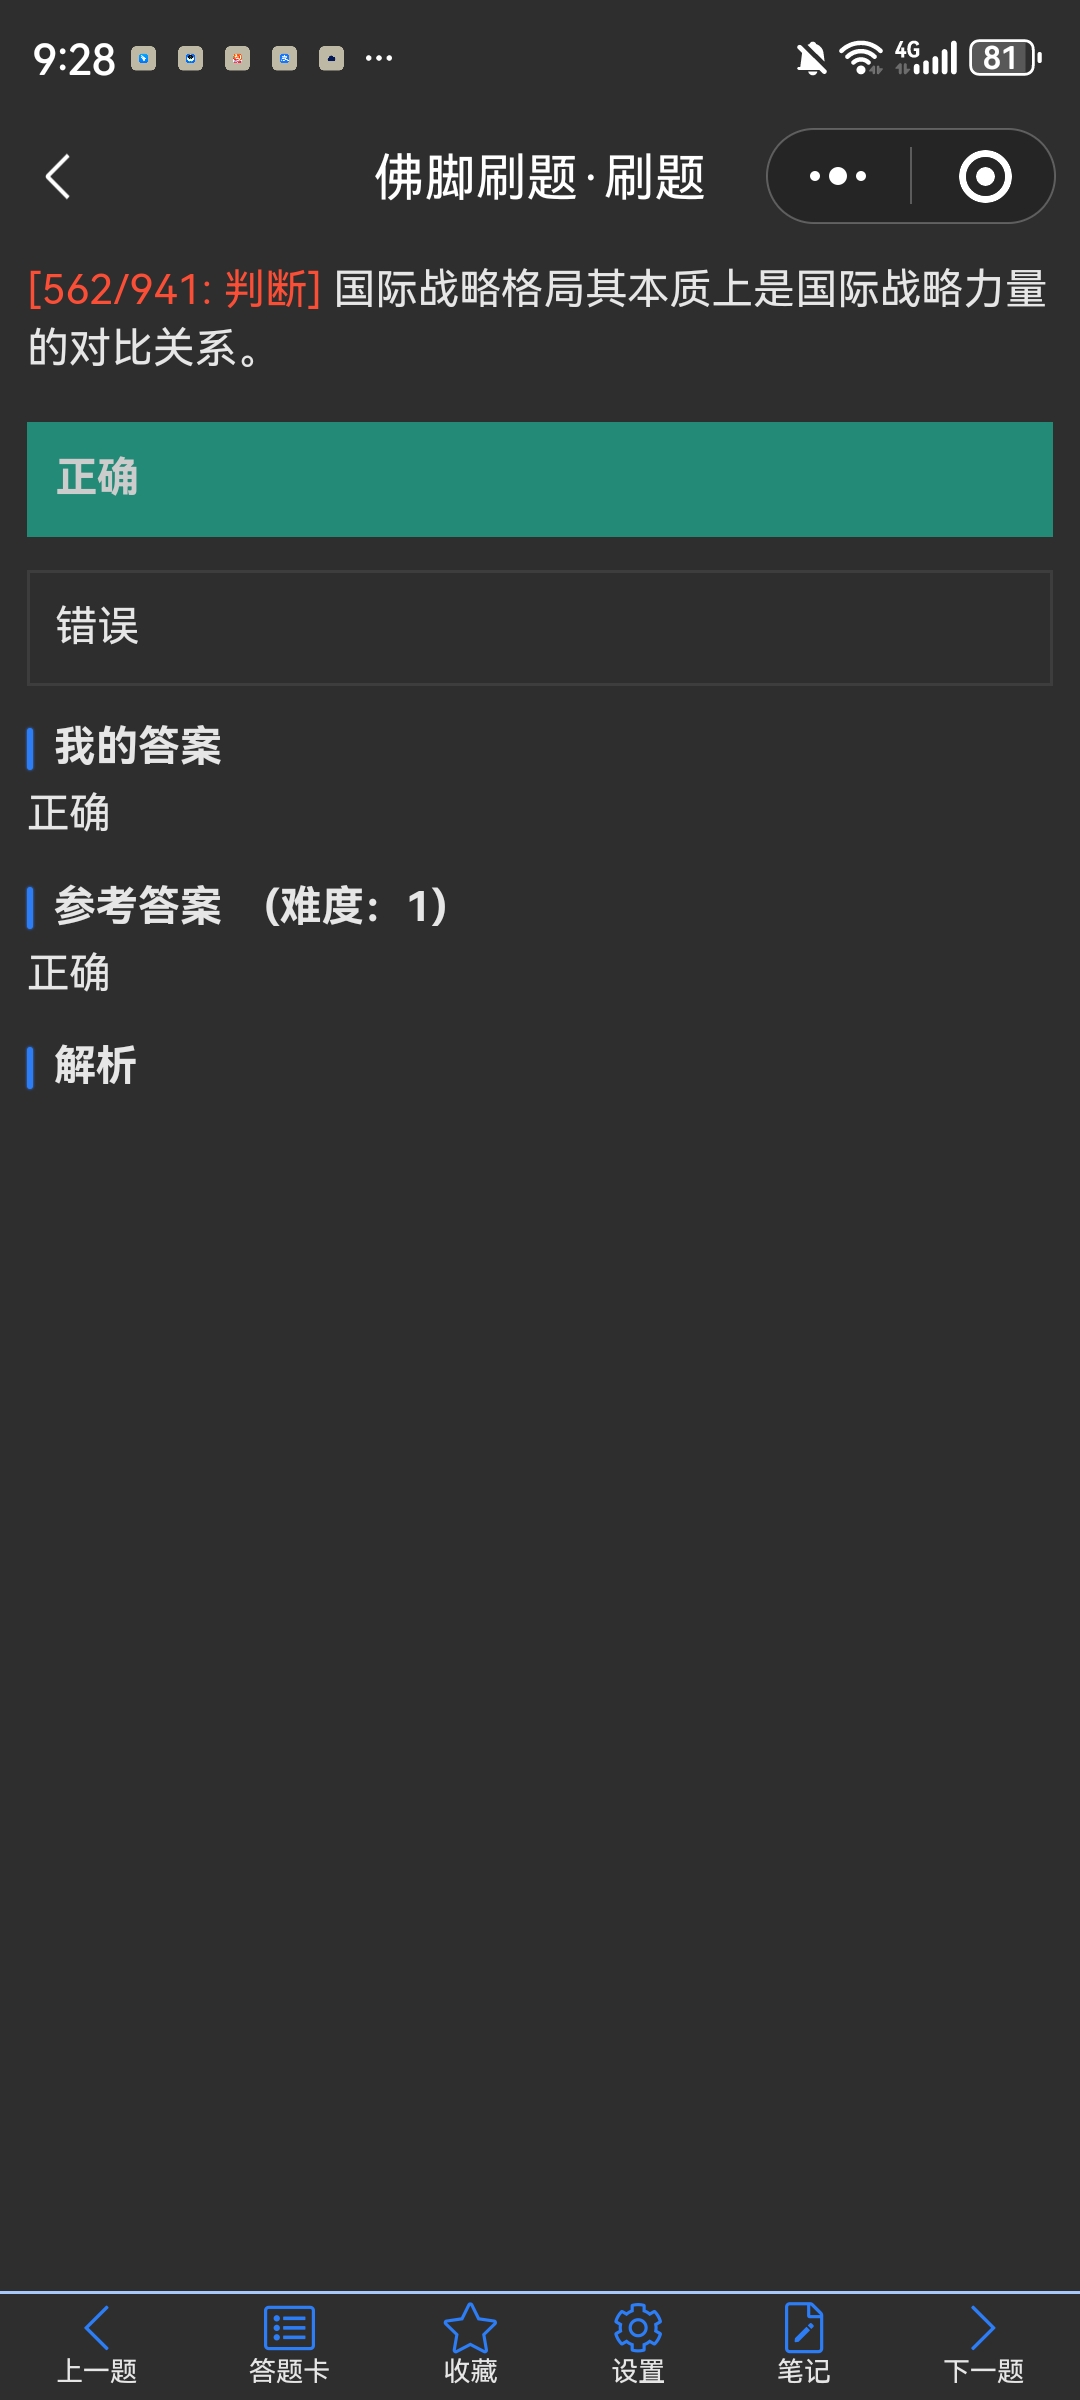 9:28
4G
81
佛脚刷题·刷题
[562/941: 判断] 国际战略格局其本质上是国际战略力量
的对比关系。
正确
错误
我的答案
正确
参考答案 (难度：1)
正确
解析
上一题 答题卡 收藏 设置 笔记 下一题